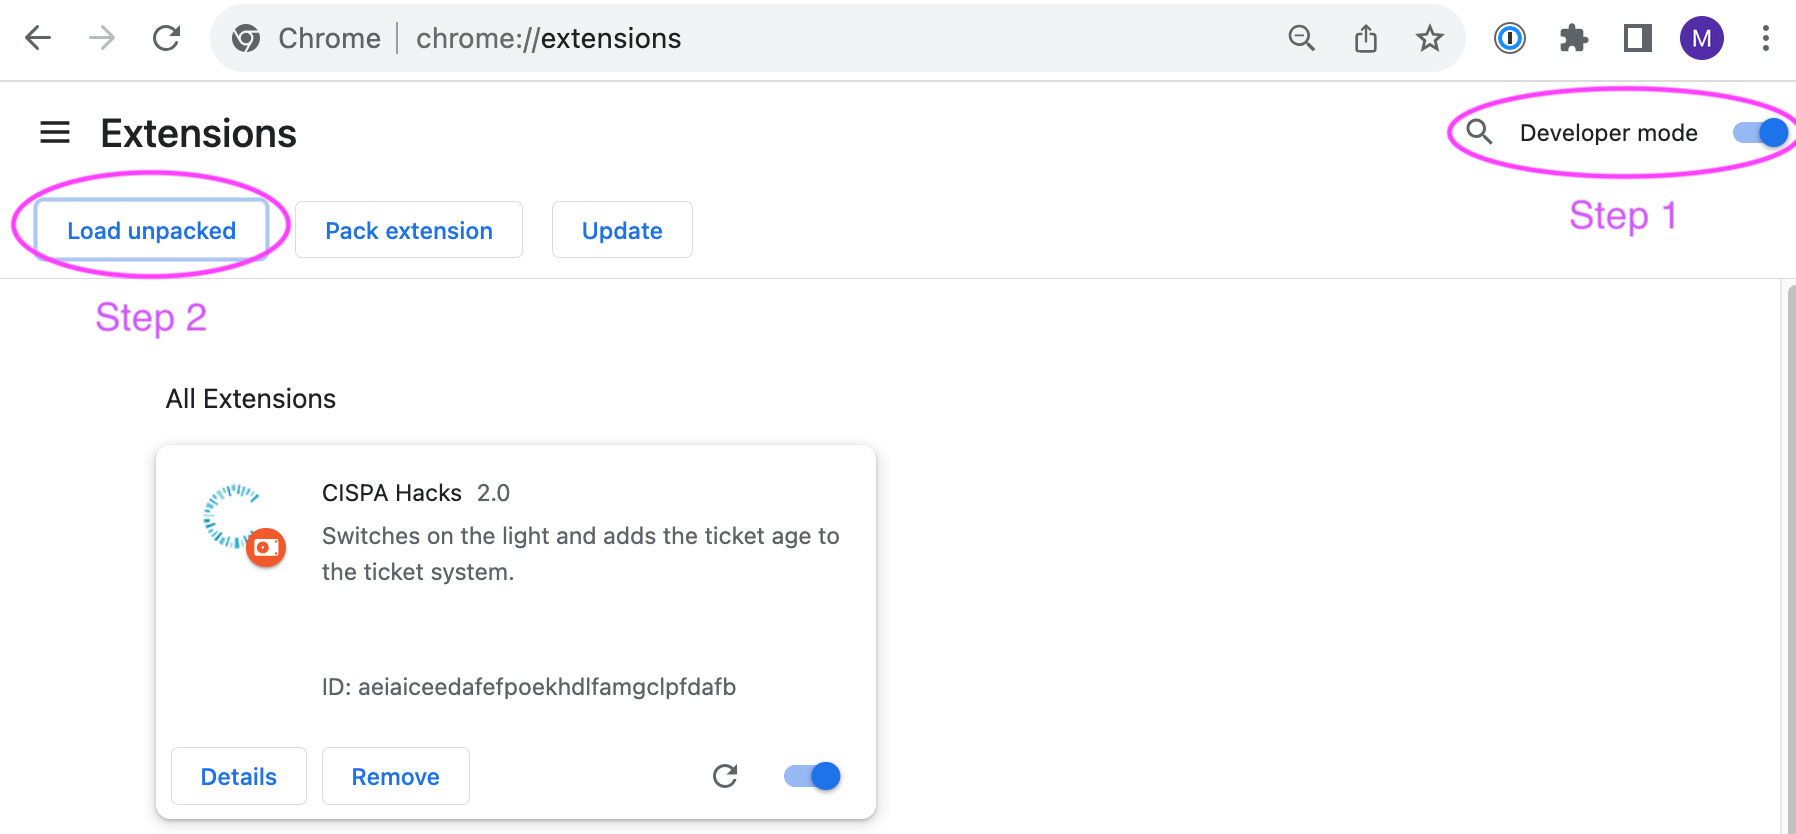 Chrome chrome://extensions
M
Extensions
Developer mode
Step 1
Load unpacked
Pack extension
Update
Step 2
All Extensions
CISPA Hacks 2.0
Switches on the light and adds the ticket age to
the ticket system.
ID: aeiaiceedafefpoekhdlfamgclpfdafb
Details
Remove